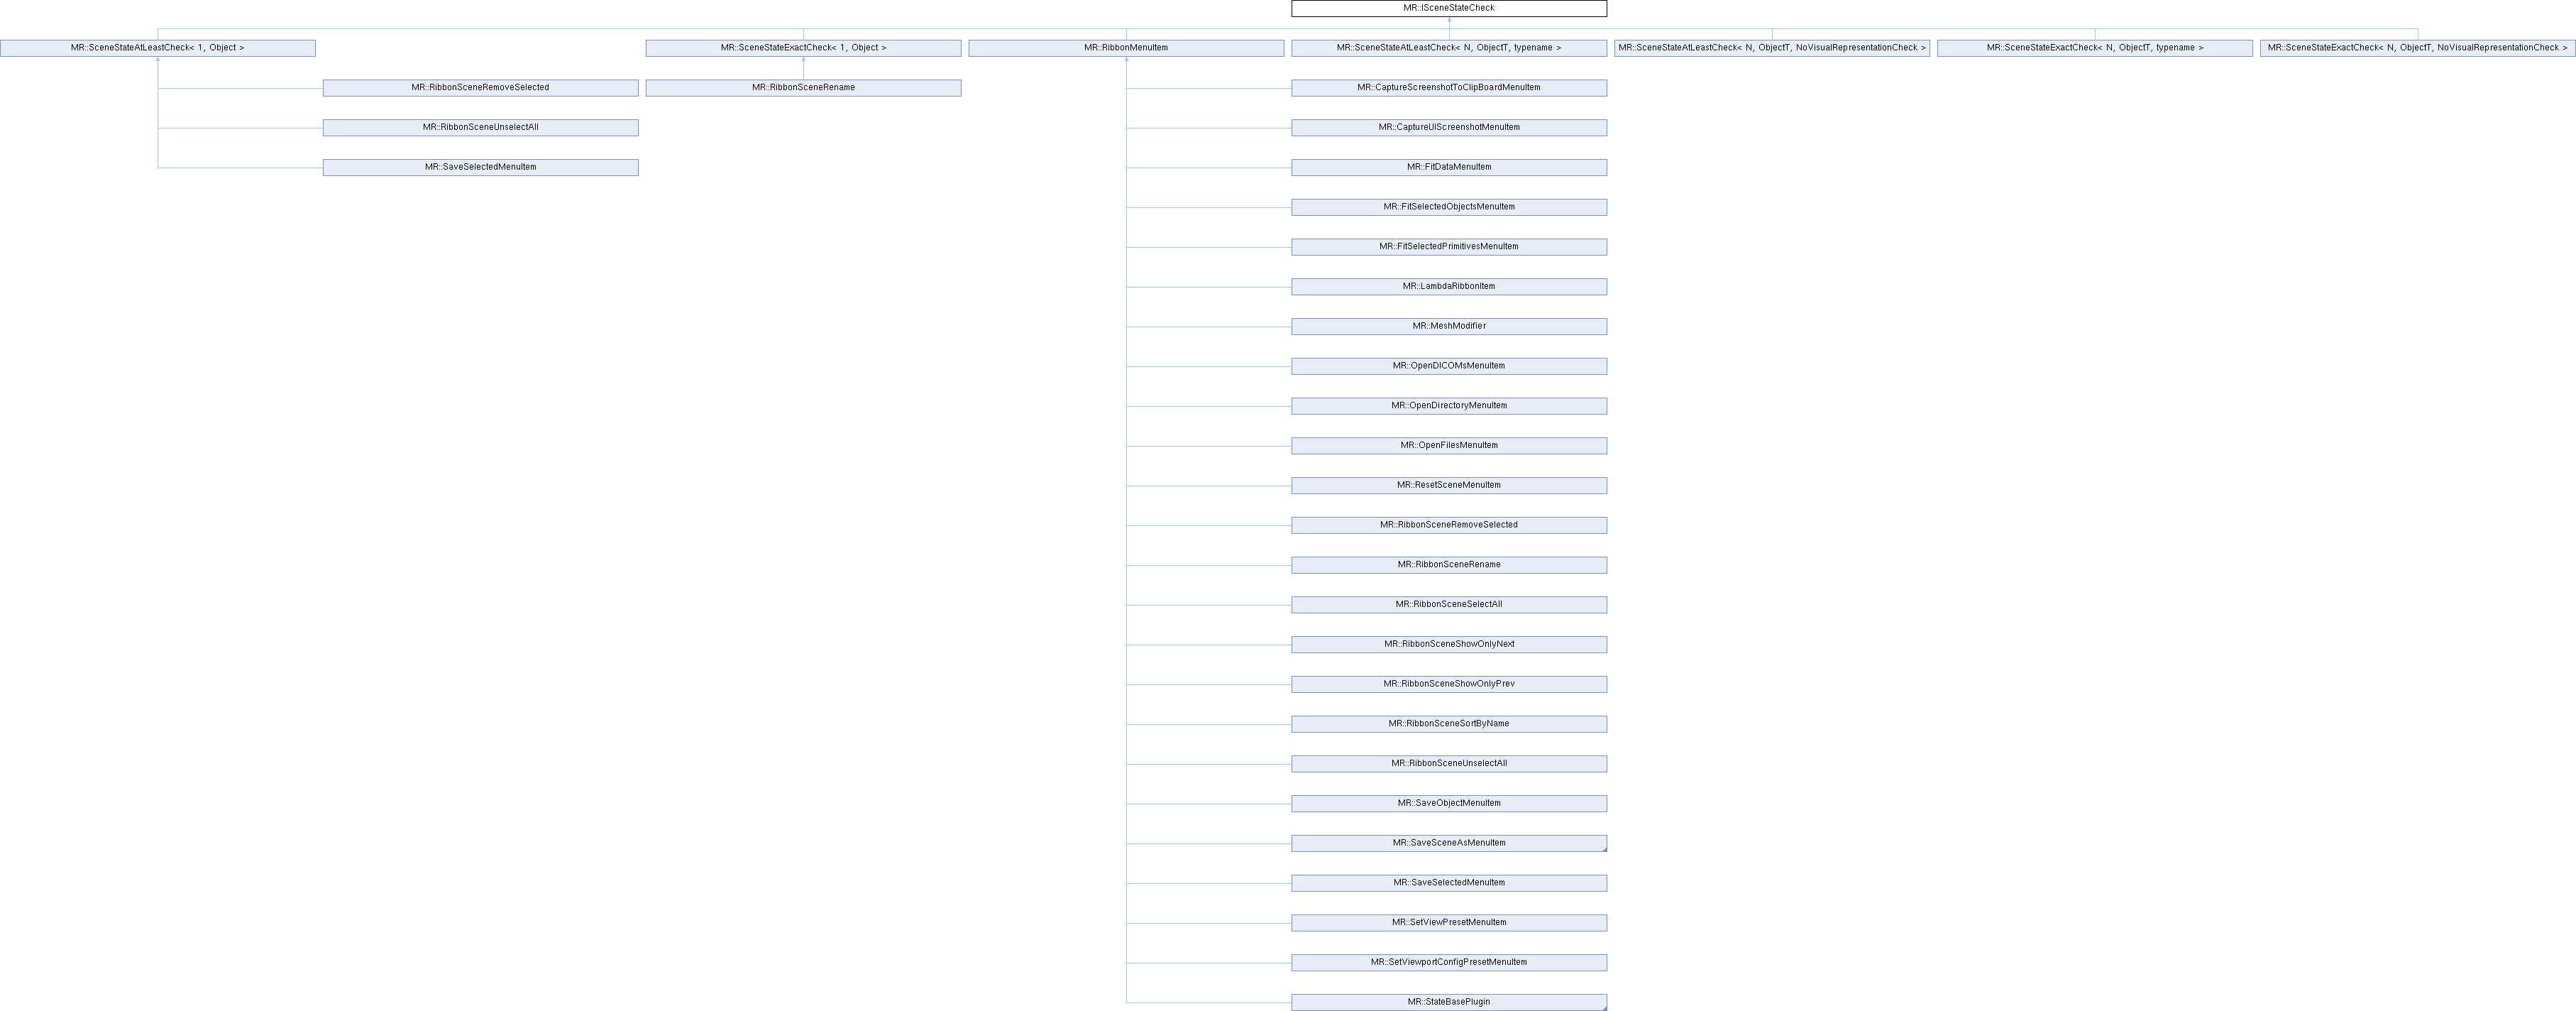 MR::ISceneStateCheck
MR::SceneStateAtLeastCheck< 1, Object >
MR::SceneStateExactCheck< 1, Object >
MR::RibbonMenuItem
MR::SceneStateAtLeastCheck< N, ObjectT, typename >
MR::SceneStateAtLeastCheck< N, ObjectT, NoVisualRepresentationCheck >
MR::SceneStateExactCheck< N, ObjectT, typename >
MR::SceneStateExactCheck< N, ObjectT, NoVisualRepresentationCheck >
MR::RibbonSceneRemoveSelected
MR::RibbonSceneRename
MR::CaptureScreenshotToClipBoardMenuItem
MR::RibbonSceneUnselectAll
MR::CaptureUIScreenshotMenuItem
MR::SaveSelectedMenuItem
MR::FitDataMenuItem
MR::FitSelectedObjectsMenuItem
MR::FitSelectedPrimitivesMenuItem
MR::LambdaRibbonItem
MR::MeshModifier
MR::OpenDICOMsMenuItem
MR::OpenDirectoryMenuItem
MR::OpenFilesMenuItem
MR::ResetSceneMenuItem
MR::RibbonSceneRemoveSelected
MR::RibbonSceneRename
MR::RibbonSceneSelectAll
MR::RibbonSceneShowOnlyNext
MR::RibbonSceneShowOnlyPrev
MR::RibbonSceneSortByName
MR::RibbonSceneUnselectAll
MR::SaveObjectMenuItem
MR::SaveSceneAsMenuItem
MR::SaveSelectedMenuItem
MR::SetViewPresetMenuItem
MR::SetViewportConfigPresetMenuItem
MR::StateBasePlugin